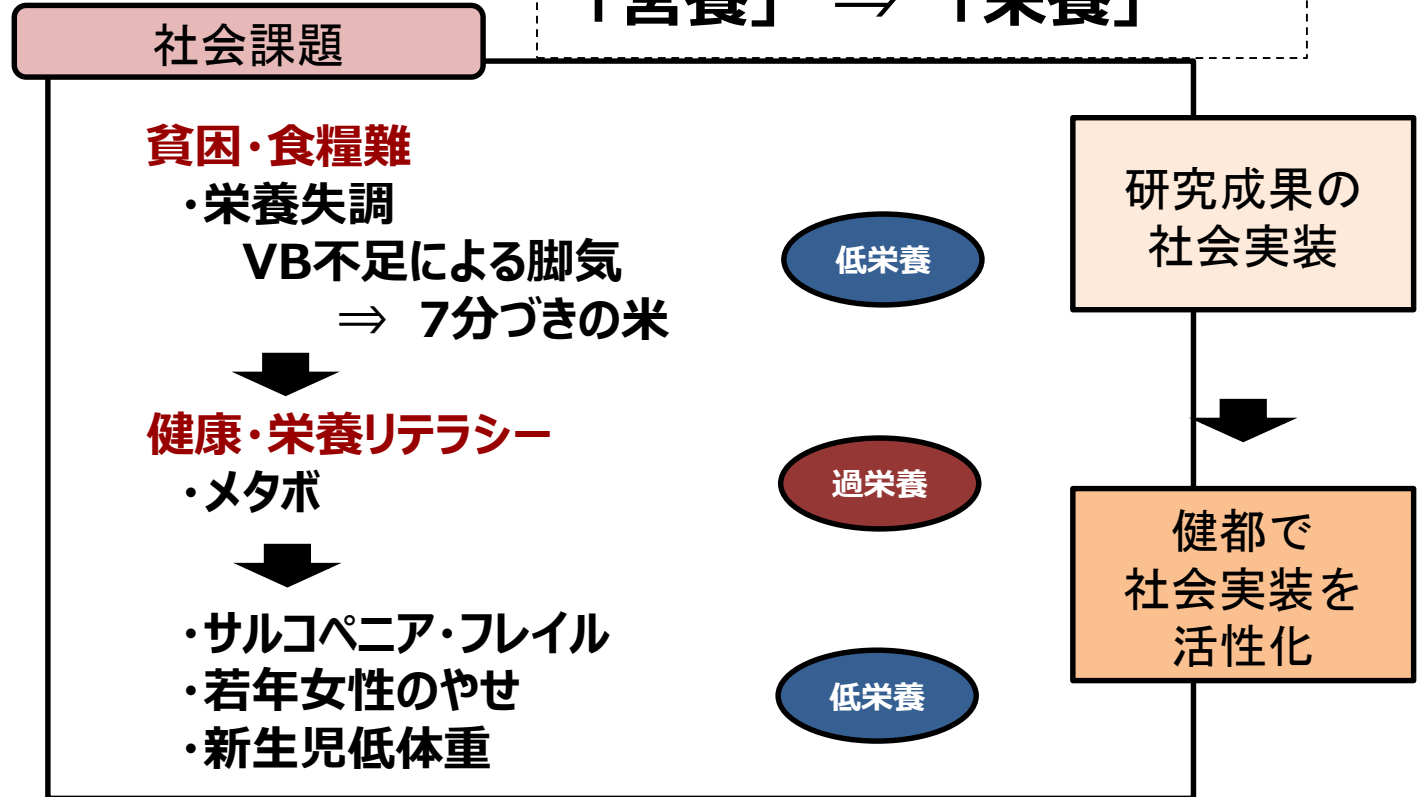 「営養」 ⇒ 「栄養」
社会課題
貧困・食糧難
・栄養失調
VB不足による脚気
⇒ 7分づきの米
低栄養
研究成果の
社会実装
健康・栄養リテラシー
・メタボ
過栄養
健都で
社会実装を
活性化
・サルコペニア・フレイル
・若年女性のやせ
・新生児低体重
低栄養